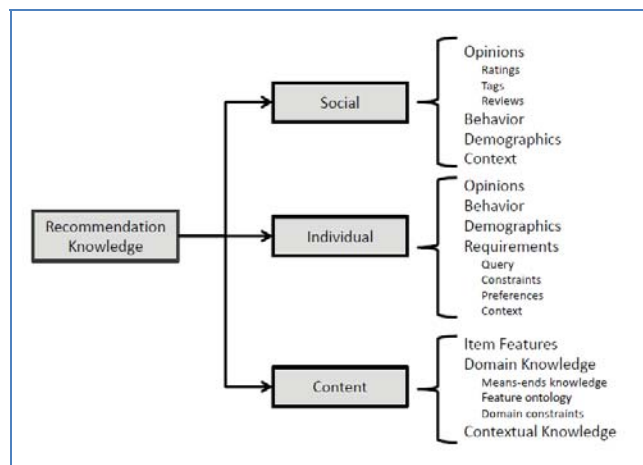 Recommendation
Knowledge
Social
Opinions
Ratings
Tags
Reviews
Behavior
Demographics
Context
Individual
Opinions
Behavior
Demographics
Requirements
Query
Constraints
Preferences
Context
Content
Item Features
Domain Knowledge
Means-ends knowledge
Feature ontology
Domain constraints
Contextual Knowledge